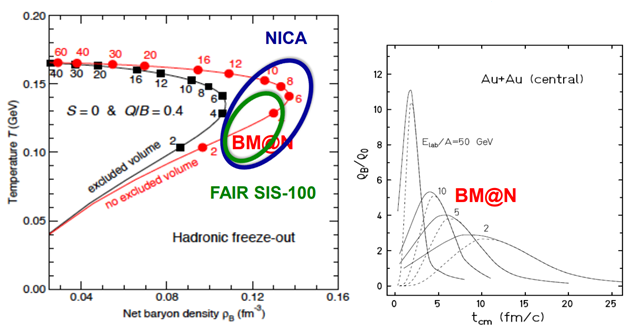 NICA
0.20
0.15
0.10
0.05
0.00
Temperature T (GeV)
60 40 30 20 16 12 10 8 6
40 30 20 16 12 10 8 6 4 2
2
S = 0 & Q/B = 0.4
BM@N
FAIR SIS-100
excluded volume
no excluded volume
Hadronic freeze-out
0.04 0.08 0.12 0.16
Net baryon density ρB (fm-3)
Au+Au (central)
Elab/A=50 GeV
BM@N
10
5
2
12
10
8
6
4
2
0
ϱB/ϱ0
0 5 10 15 20 25
tcm (fm/c)